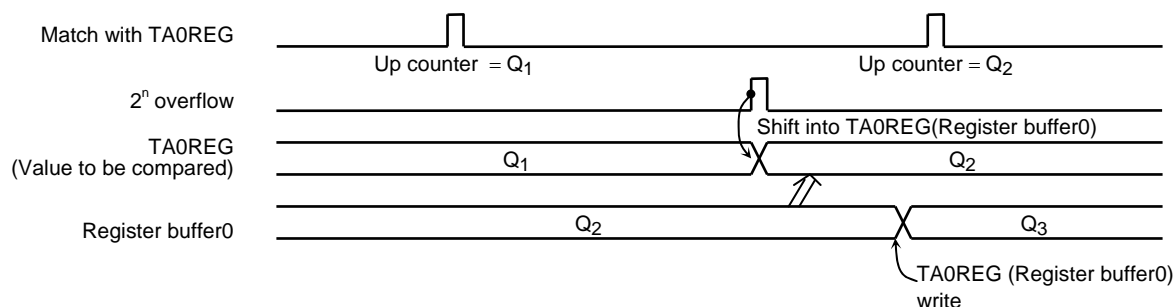 Match with TA0REG
Up counter = Q1
Up counter = Q2
2n overflow
Shift into TA0REG(Register buffer0)
TA0REG
(Value to be compared)
Q1
Q2
Register buffer0
Q2
Q3
TA0REG (Register buffer0)
write